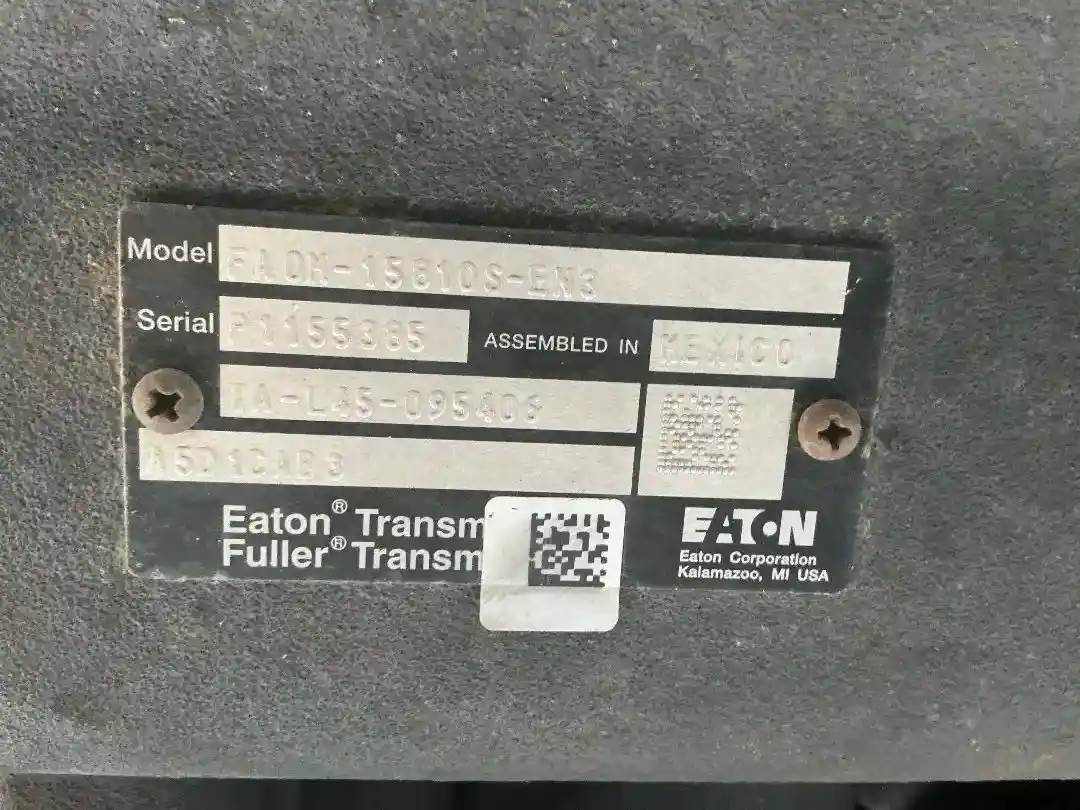 Model FAOM-15810S-EN3
Serial P1155385 ASSEMBLED IN MEXICO
TA-L45-095408
A5D1CAB3
Eaton® Transm
Fuller® Transm
EATON
Eaton Corporation
Kalamazoo, MI USA